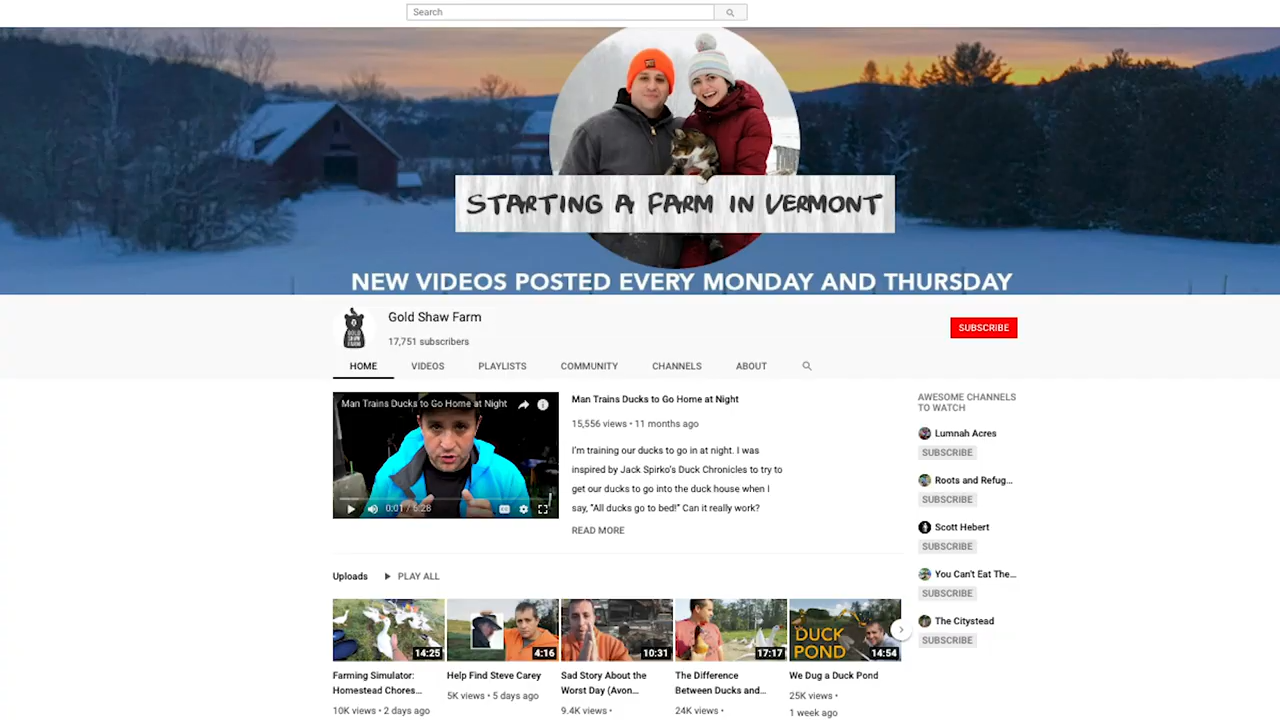 Search
STARTING A FARM IN VERMONT
NEW VIDEOS POSTED EVERY MONDAY AND THURSDAY
GOLD
SHAW
FARM
Gold Shaw Farm
17,751 subscribers
SUBSCRIBE
HOME VIDEOS PLAYLISTS COMMUNITY CHANNELS ABOUT
Man Trains Ducks to Go Home at Night
0:01 / 5:28
Man Trains Ducks to Go Home at Night
15,556 views • 11 months ago
I'm training our ducks to go in at night. I was
inspired by Jack Spirko's Duck Chronicles to try to
get our ducks to go into the duck house when I
say, "All ducks go to bed!" Can it really work?
READ MORE
AWESOME CHANNELS
TO WATCH
Lumnah Acres
SUBSCRIBE
Roots and Refug...
SUBSCRIBE
Scott Hebert
SUBSCRIBE
You Can't Eat The...
SUBSCRIBE
The Citystead
SUBSCRIBE
Uploads PLAY ALL
14:25
Farming Simulator:
Homestead Chores...
10K views • 2 days ago
4:16
Help Find Steve Carey
5K views • 5 days ago
10:31
Sad Story About the
Worst Day (Avon...
9.4K views •
17:17
The Difference
Between Ducks and...
24K views •
DUCK
POND
14:54
We Dug a Duck Pond
25K views •
1 week ago